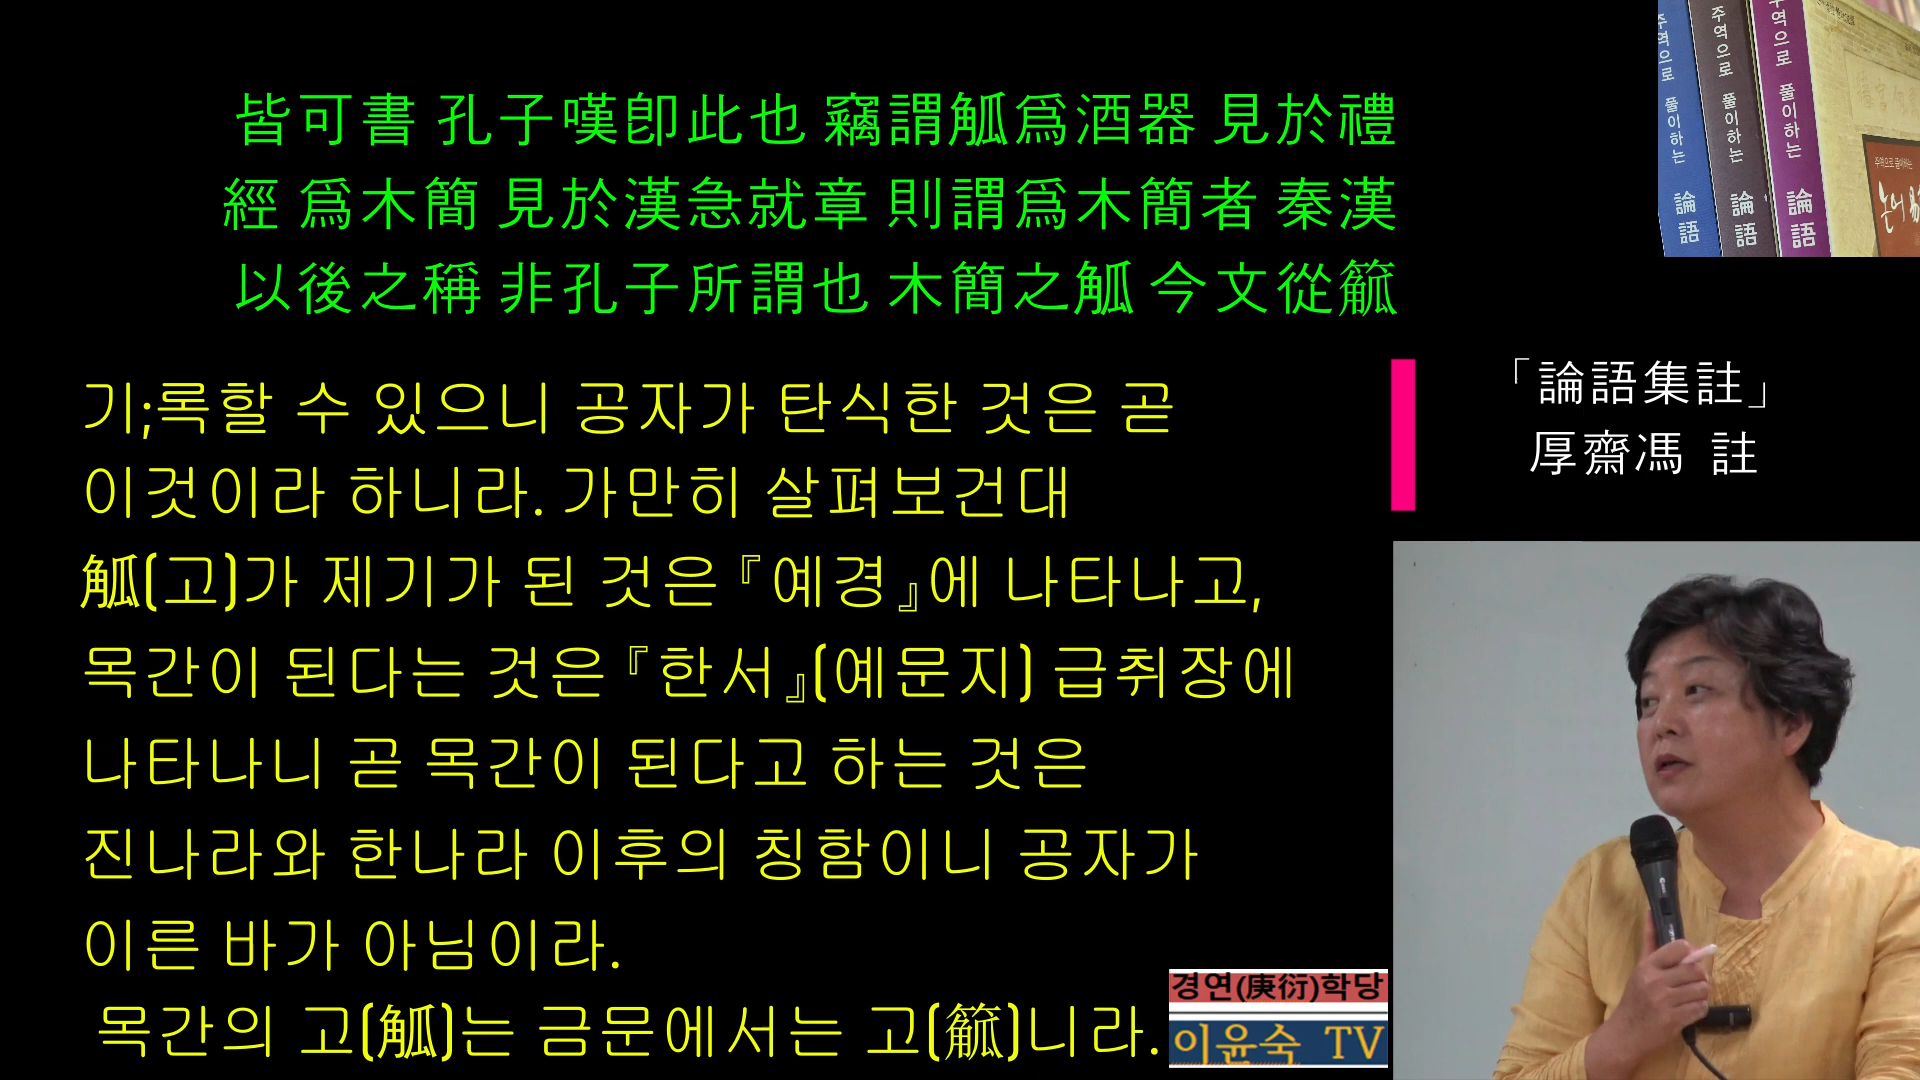 皆可書 孔子嘆卽此也 竊謂觚爲酒器 見於禮
經 爲木簡 見於漢急就章 則謂爲木簡者 秦漢
以後之稱 非孔子所謂也 木簡之觚 今文從箛
기;록할 수 있으니 공자가 탄식한 것은 곧
이것이라 하니라. 가만히 살펴보건대
觚(고)가 제기가 된 것은『예경』에 나타나고,
목간이 된다는 것은『한서』(예문지) 급취장에
나타나니 곧 목간이 된다고 하는 것은
진나라와 한나라 이후의 칭함이니 공자가
이른 바가 아님이라.
목간의 고(觚)는 금문에서는 고(箛)니라.
「論語集註」
厚齋馮 註
주역으로 풀이하는 論語
주역으로 풀이하는 論語
주역으로 풀이하는 論語
주역으로 풀이하는
논어
경연(庚衍)학당
이윤숙 TV